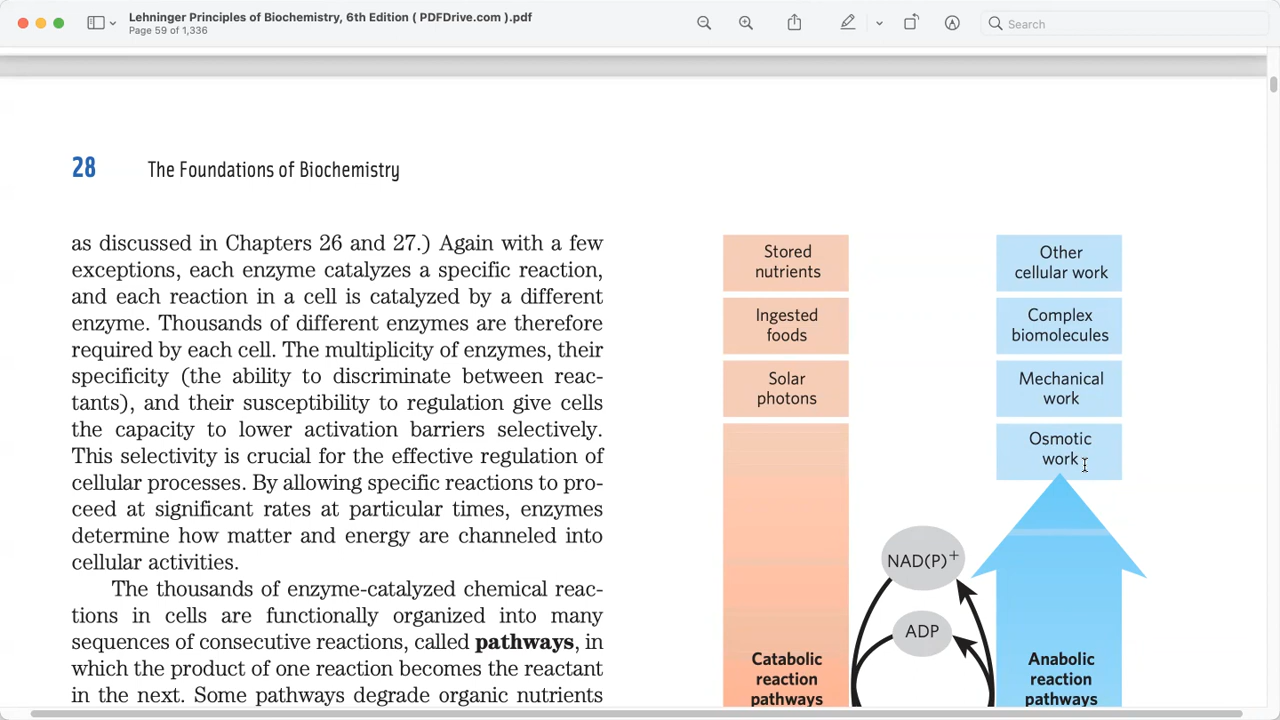 Lehninger Principles of Biochemistry, 6th Edition ( PDFDrive.com ).pdf
Page 59 of 1,336
Search
28 The Foundations of Biochemistry
as discussed in Chapters 26 and 27.) Again with a few
exceptions, each enzyme catalyzes a specific reaction,
and each reaction in a cell is catalyzed by a different
enzyme. Thousands of different enzymes are therefore
required by each cell. The multiplicity of enzymes, their
specificity (the ability to discriminate between reac-
tants), and their susceptibility to regulation give cells
the capacity to lower activation barriers selectively.
This selectivity is crucial for the effective regulation of
cellular processes. By allowing specific reactions to pro-
ceed at significant rates at particular times, enzymes
determine how matter and energy are channeled into
cellular activities.
The thousands of enzyme-catalyzed chemical reac-
tions in cells are functionally organized into many
sequences of consecutive reactions, called pathways, in
which the product of one reaction becomes the reactant
in the next. Some pathways degrade organic nutrients
Stored
nutrients
Ingested
foods
Solar
photons
Catabolic
reaction
pathways
NAD(P)+
ADP
Other
cellular work
Complex
biomolecules
Mechanical
work
Osmotic
work
Anabolic
reaction
pathways